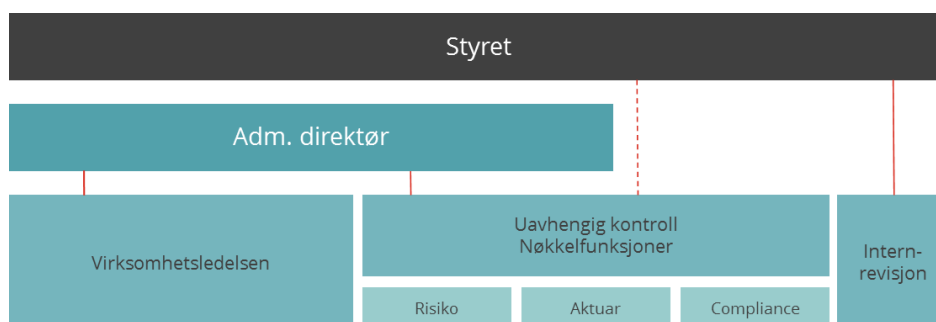 Styret
Adm. direktør
Virksomhetsledelsen
Uavhengig kontroll
Nøkkelfunksjoner
Intern-
revisjon
Risiko
Aktuar
Compliance